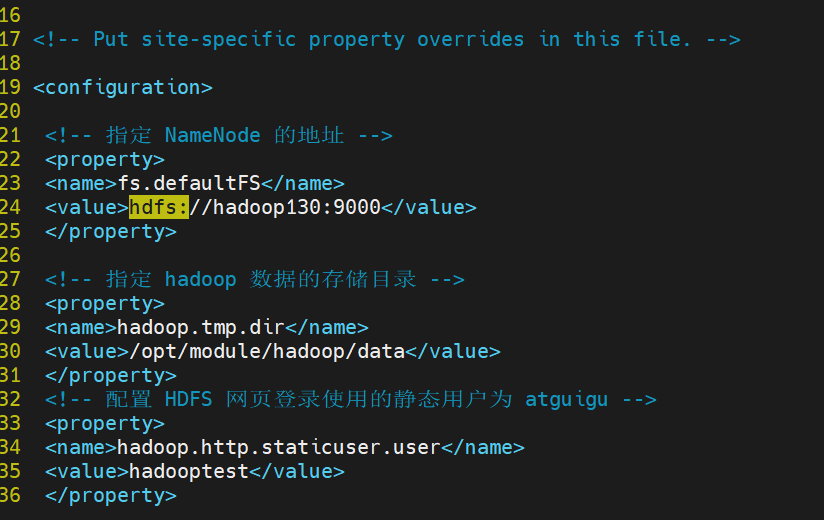 16
17 <!-- Put site-specific property overrides in this file. -->
18
19 <configuration>
20
21  <!-- 指定 NameNode 的地址 -->
22  <property>
23  <name>fs.defaultFS</name>
24  <value>hdfs://hadoop130:9000</value>
25  </property>
26
27  <!-- 指定 hadoop 数据的存储目录 -->
28  <property>
29  <name>hadoop.tmp.dir</name>
30  <value>/opt/module/hadoop/data</value>
31  </property>
32  <!-- 配置 HDFS 网页登录使用的静态用户为 atguigu -->
33  <property>
34  <name>hadoop.http.staticuser.user</name>
35  <value>hadooptest</value>
36  </property>